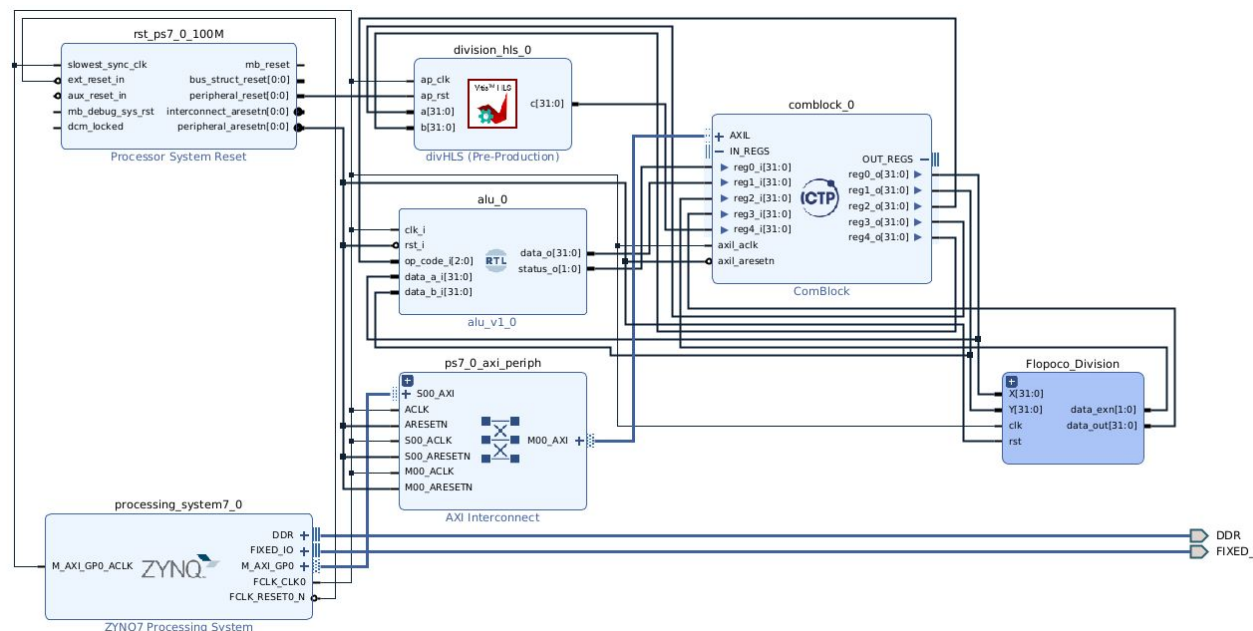 rst_ps7_0_100M
slowest_sync_clk
ext_reset_in
aux_reset_in
mb_debug_sys_rst
dcm_locked
mb_reset
bus_struct_reset[0:0]
peripheral_reset[0:0]
interconnect_aresetn[0:0]
peripheral_aresetn[0:0]
Processor System Reset
division_hls_0
ap_clk
ap_rst
a[31:0]
b[31:0]
Vitis™ HLS
c[31:0]
divHLS (Pre-Production)
comblock_0
AXIL
IN_REGS
reg0_i[31:0]
reg1_i[31:0]
reg2_i[31:0]
reg3_i[31:0]
reg4_i[31:0]
axil_aclk
axil_aresetn
ICTP
OUT_REGS
reg0_o[31:0]
reg1_o[31:0]
reg2_o[31:0]
reg3_o[31:0]
reg4_o[31:0]
ComBlock
alu_0
clk_i
rst_i
op_code_i[2:0]
data_a_i[31:0]
data_b_i[31:0]
RTL
data_o[31:0]
status_o[1:0]
alu_v1_0
ps7_0_axi_periph
S00_AXI
ACLK
ARESETN
S00_ACLK
S00_ARESETN
M00_ACLK
M00_ARESETN
M00_AXI
AXI Interconnect
Flopoco_Division
X[31:0]
Y[31:0]
clk
rst
data_exn[1:0]
data_out[31:0]
processing_system7_0
M_AXI_GP0_ACLK
ZYNQ
DDR
FIXED_IO
M_AXI_GP0
FCLK_CLK0
FCLK_RESET0_N
ZYNQ7 Processing System
DDR
FIXED_